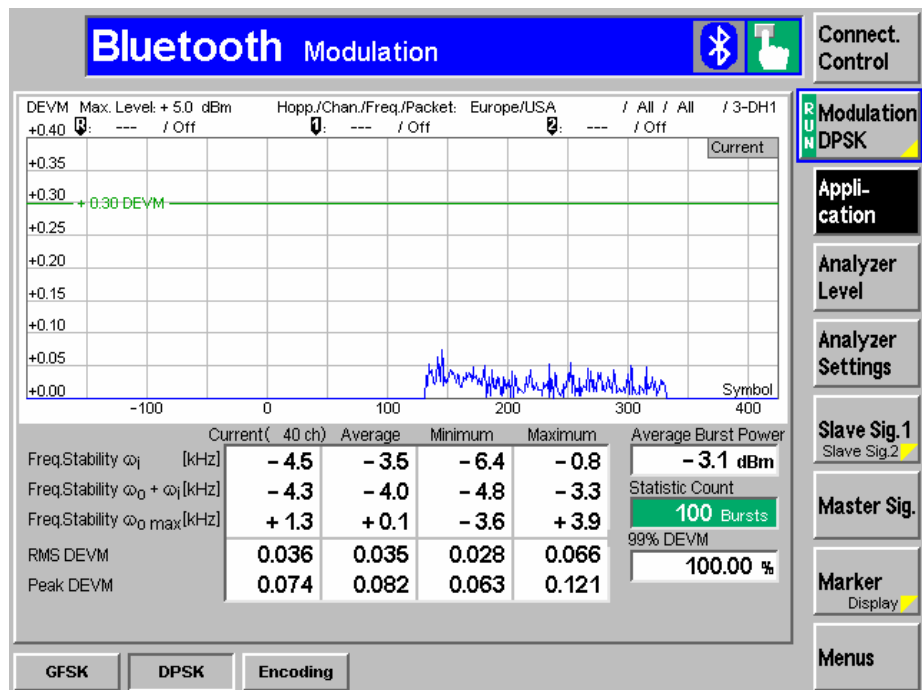 Bluetooth Modulation
Connect. Control
DEVM Max. Level: + 5.0 dBm Hopp./Chan./Freq./Packet: Europe/USA / All / All / 3-DH1
R: --- / Off 1: --- / Off 2: --- / Off
Current
+0.40
+0.35
+0.30
+ 0.30 DEVM
+0.25
+0.20
+0.15
+0.10
+0.05
+0.00
Symbol
-100 0 100 200 300 400
Current( 40 ch) Average Minimum Maximum
Freq.Stability ωi [kHz] – 4.5 – 3.5 – 6.4 – 0.8
Freq.Stability ω0 + ωi[kHz] – 4.3 – 4.0 – 4.8 – 3.3
Freq.Stability ω0 max[kHz] + 1.3 + 0.1 – 3.6 + 3.9
RMS DEVM 0.036 0.035 0.028 0.066
Peak DEVM 0.074 0.082 0.063 0.121
Average Burst Power
– 3.1 dBm
Statistic Count
100 Bursts
99% DEVM
100.00 %
RUN
Modulation
DPSK
Appli-
cation
Analyzer
Level
Analyzer
Settings
Slave Sig.1
Slave Sig.2
Master Sig.
Marker
Display
Menus
GFSK DPSK Encoding